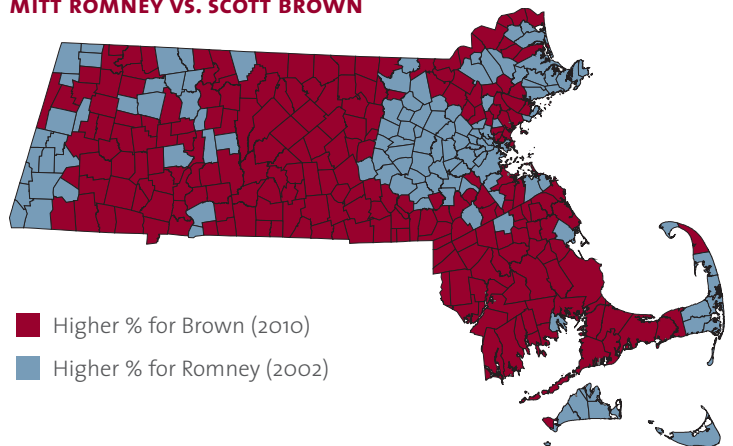 MITT ROMNEY VS. SCOTT BROWN
Higher % for Brown (2010)
Higher % for Romney (2002)